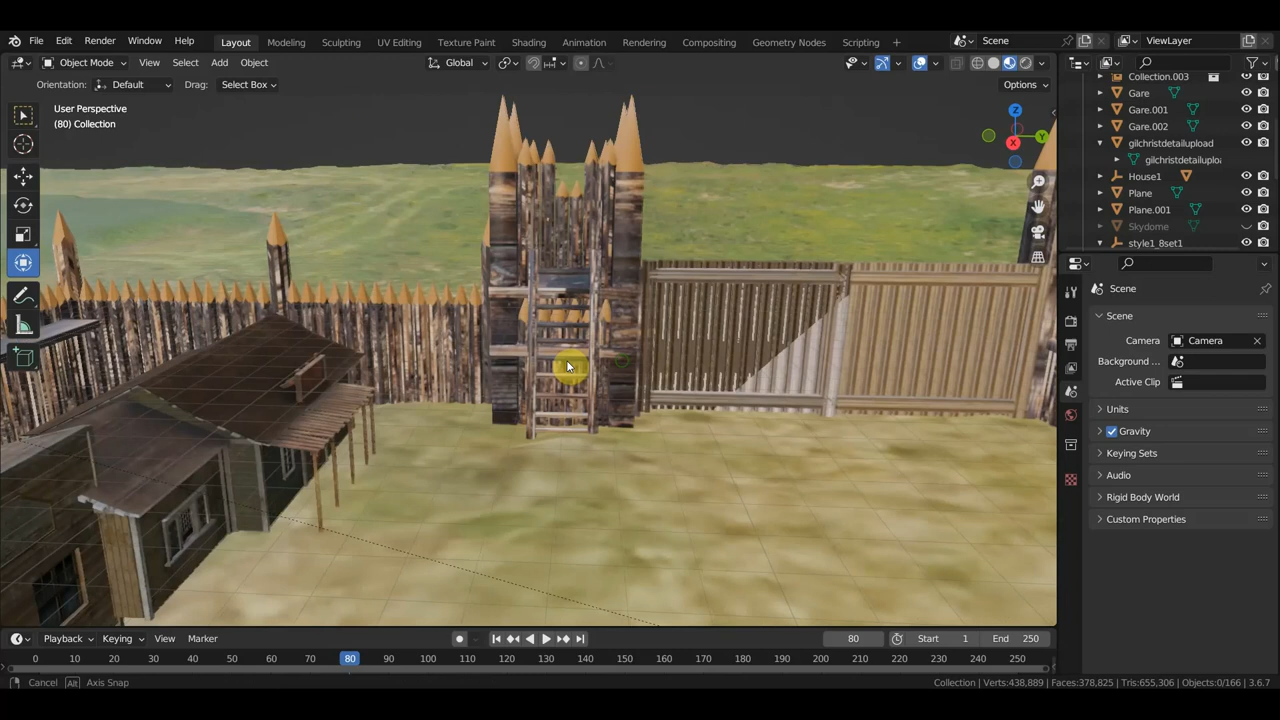 File Edit Render Window Help Layout Modeling Sculpting UV Editing Texture Paint Shading Animation Rendering Compositing Geometry Nodes Scripting + Scene ViewLayer
Object Mode View Select Add Object Global
Orientation: Default Drag: Select Box Options
User Perspective
(80) Collection
Z
Y
X
Collection.003
Gare
Gare.001
Gare.002
gilchristdetailupload
gilchristdetailuploa
House1
Plane
Plane.001
Skydome
style1_8set1
Scene
Scene
Camera Camera
Background ...
Active Clip
Units
Gravity
Keying Sets
Audio
Rigid Body World
Custom Properties
Playback Keying View Marker 80 Start 1 End 250
0 10 20 30 40 50 60 70 80 90 100 110 120 130 140 150 160 170 180 190 200 210 220 230 240 250
Cancel Alt Axis Snap Collection | Verts:438,889 | Faces:378,825 | Tris:655,306 | Objects:0/166 | 3.6.7